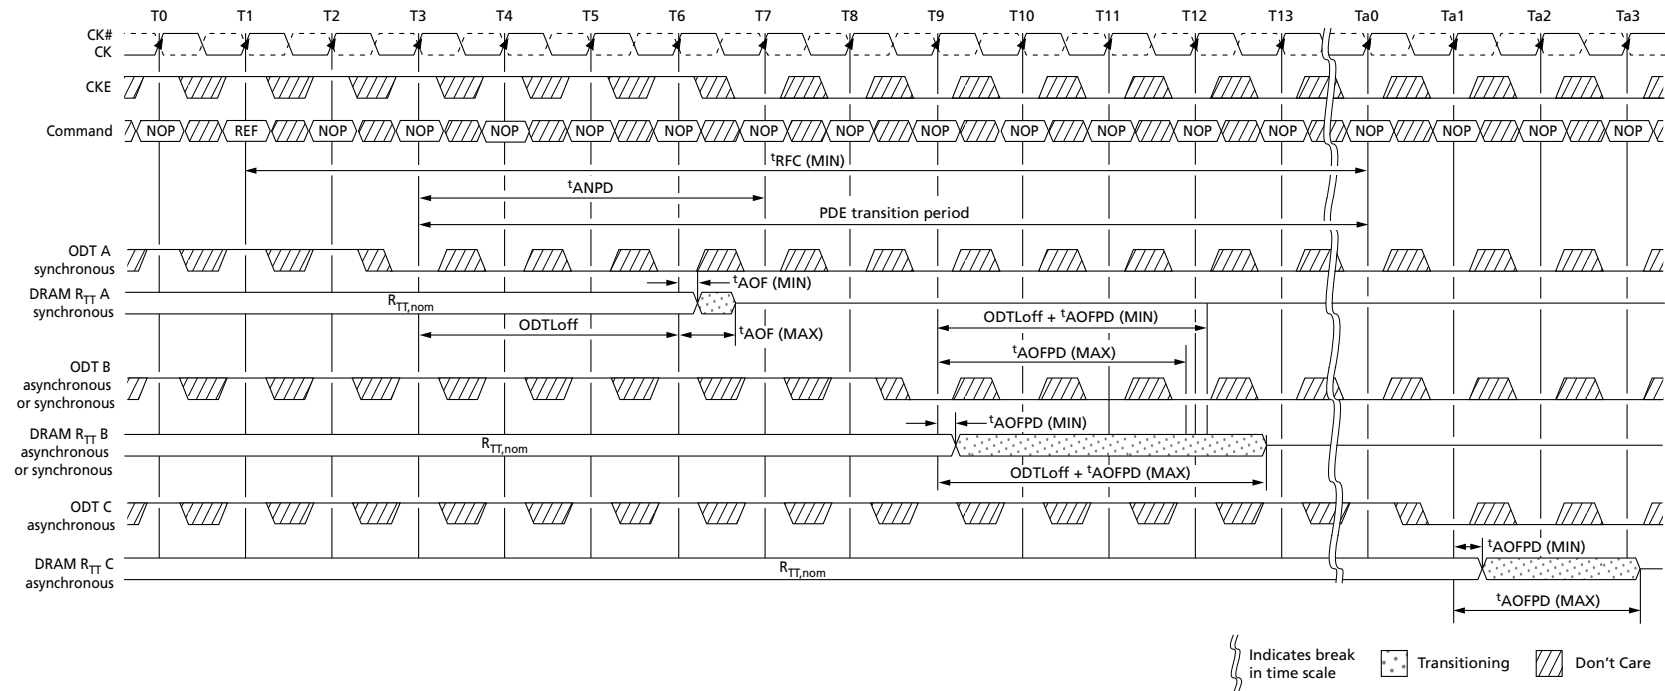 T0 T1 T2 T3 T4 T5 T6 T7 T8 T9 T10 T11 T12 T13 Ta0 Ta1 Ta2 Ta3
CK#
CK
CKE
Command NOP REF NOP NOP NOP NOP NOP NOP NOP NOP NOP NOP NOP NOP NOP NOP NOP NOP
tRFC (MIN)
tANPD
PDE transition period
ODT A
synchronous
tAOF (MIN)
DRAM RTT A
synchronous
RTT,nom
ODTLoff
tAOF (MAX)
ODTLoff + tAOFPD (MIN)
tAOFPD (MAX)
ODT B
asynchronous
or synchronous
tAOFPD (MIN)
DRAM RTT B
asynchronous
or synchronous
RTT,nom
ODTLoff + tAOFPD (MAX)
ODT C
asynchronous
tAOFPD (MIN)
DRAM RTT C
asynchronous
RTT,nom
tAOFPD (MAX)
Indicates break
in time scale
Transitioning
Don't Care